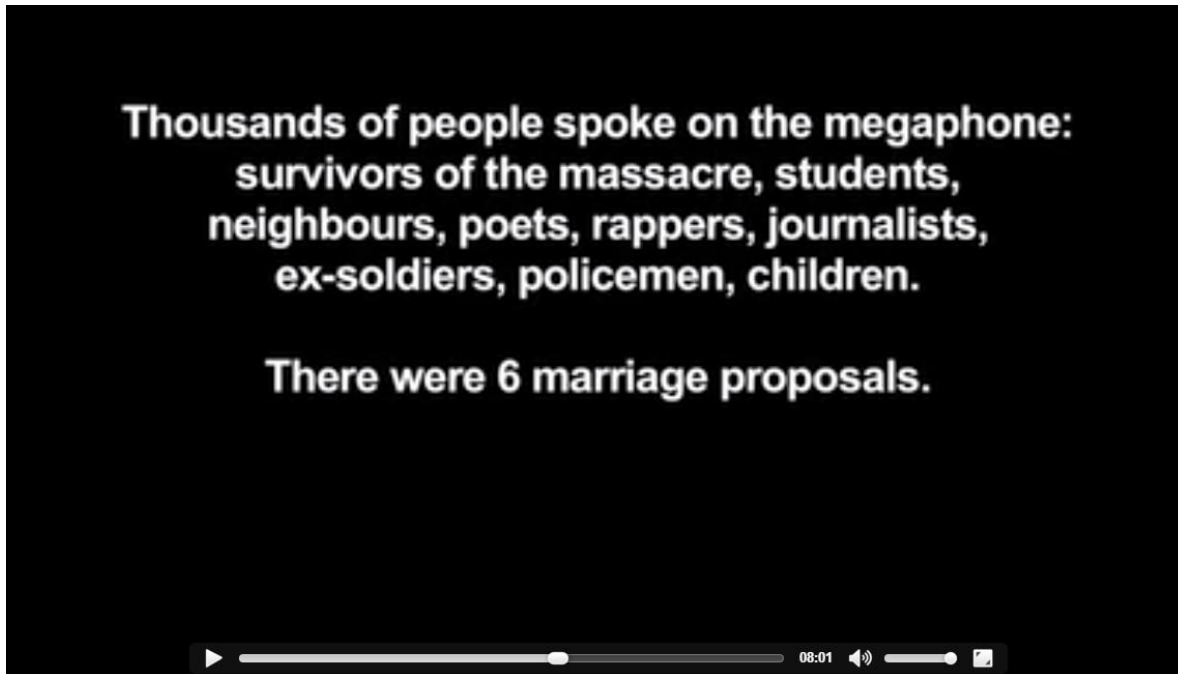 Thousands of people spoke on the megaphone:
survivors of the massacre, students,
neighbours, poets, rappers, journalists,
ex-soldiers, policemen, children.
There were 6 marriage proposals.
08:01